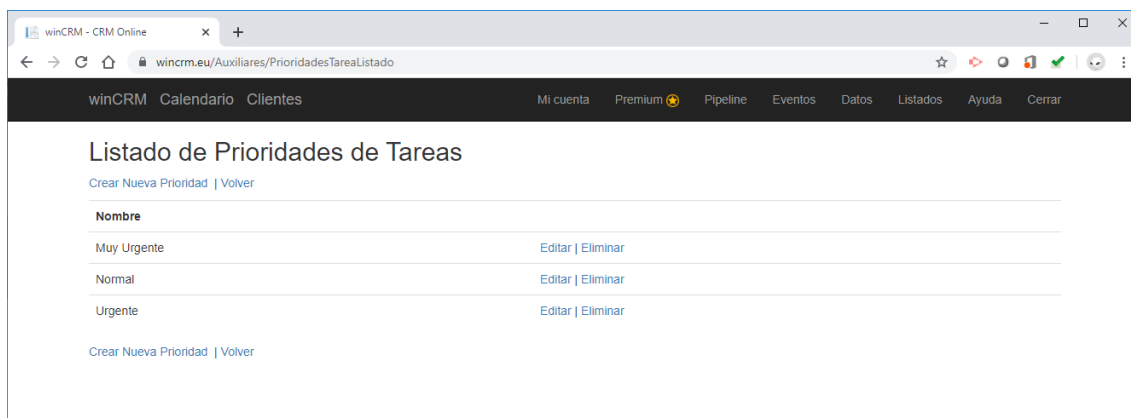 winCRM - CRM Online
wincrm.eu/Auxiliares/PrioridadesTareaListado
winCRM Calendario Clientes Mi cuenta Premium Pipeline Eventos Datos Listados Ayuda Cerrar
Listado de Prioridades de Tareas
Crear Nueva Prioridad | Volver
Nombre
Muy Urgente Editar | Eliminar
Normal Editar | Eliminar
Urgente Editar | Eliminar
Crear Nueva Prioridad | Volver